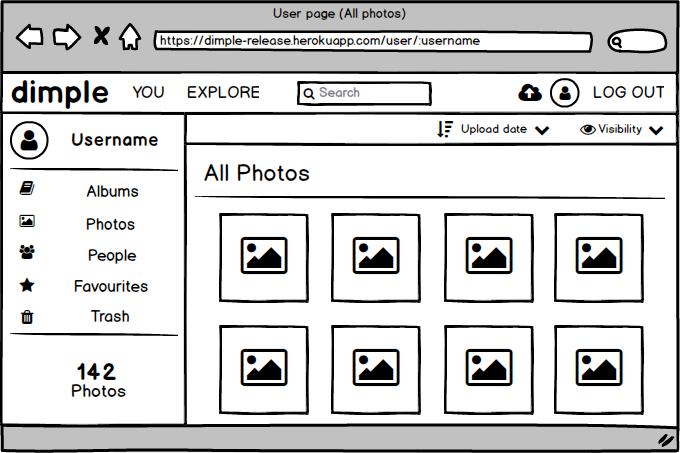 User page (All photos)
https://dimple-release.herokuapp.com/user/:username
dimple YOU EXPLORE Search LOG OUT
Upload date Visibility
Username
All Photos
Albums
Photos
People
Favourites
Trash
142
Photos